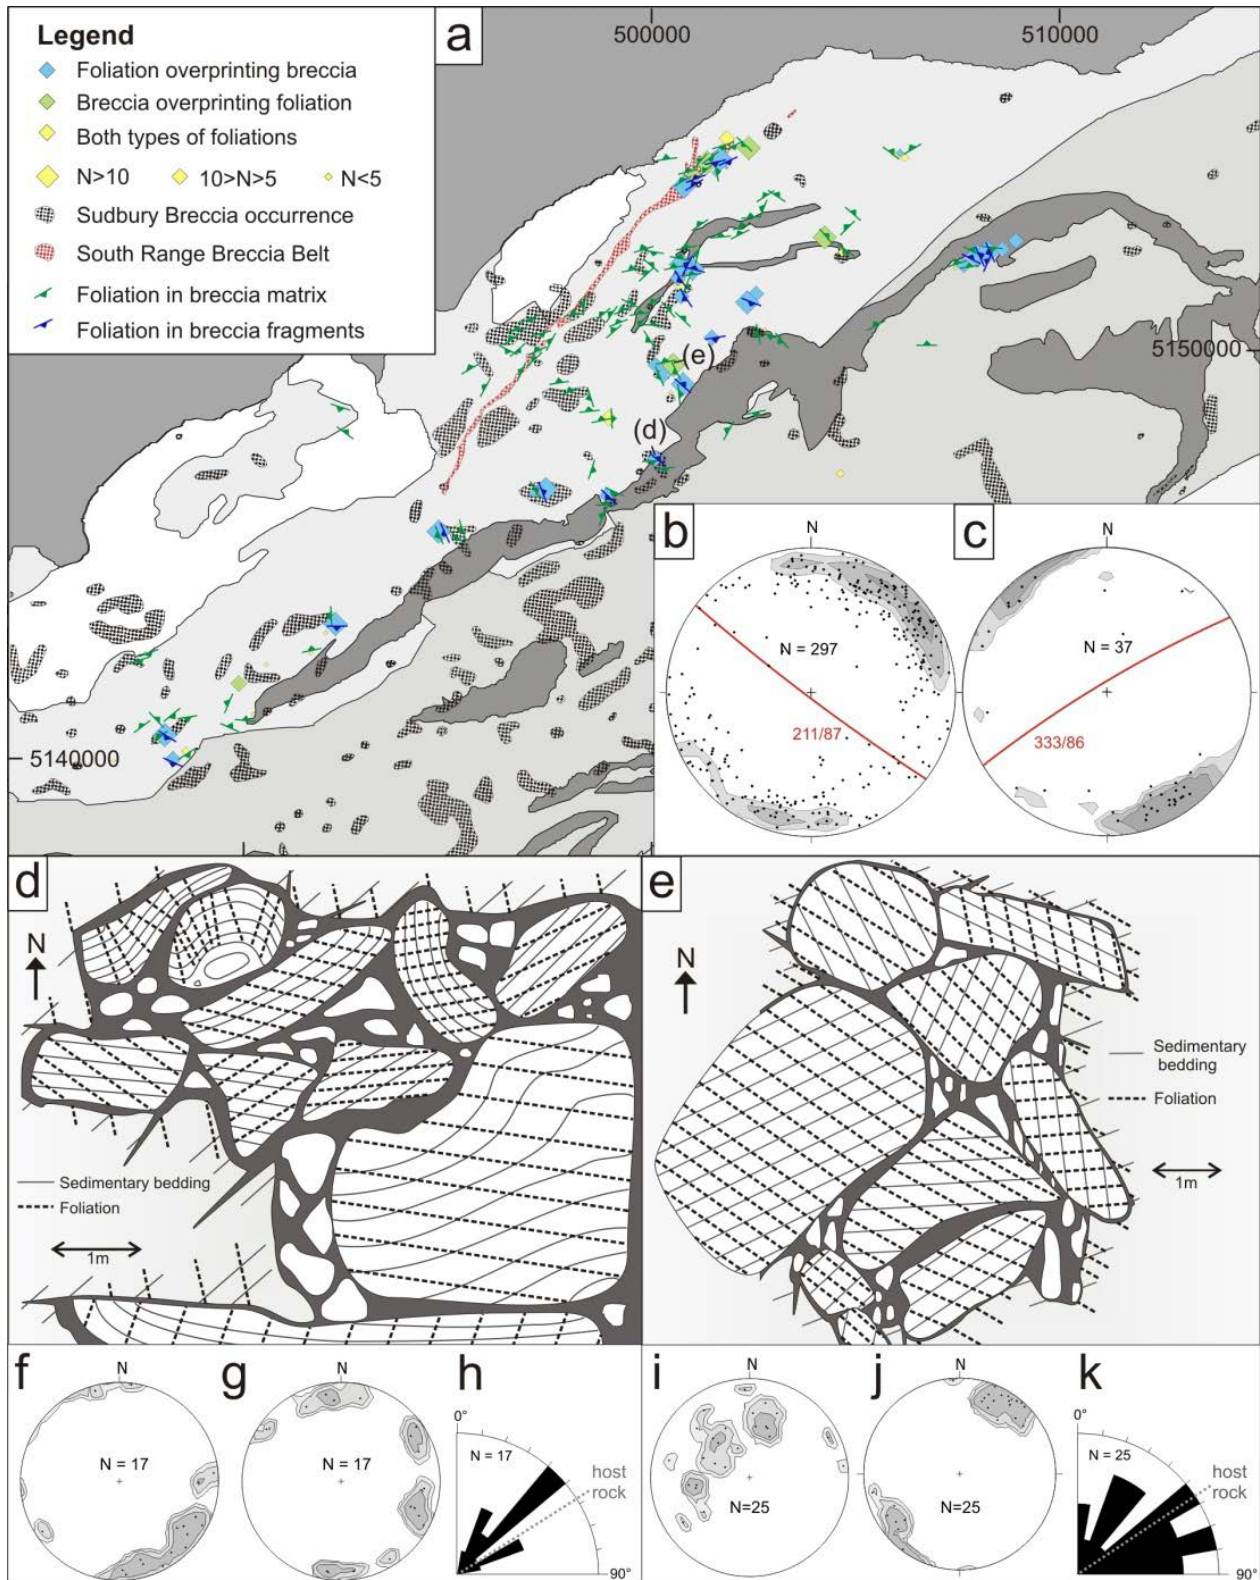 Legend
Foliation overprinting breccia
Breccia overprinting foliation
Both types of foliations
N>10 10>N>5 N<5
Sudbury Breccia occurrence
South Range Breccia Belt
Foliation in breccia matrix
Foliation in breccia fragments
a
500000
510000
5150000
(e)
(d)
5140000
b
N
N = 297
211/87
c
N
N = 37
333/86
d
N
Sedimentary bedding
Foliation
1m
e
N
Sedimentary
bedding
Foliation
1m
f
N
N = 17
g
N
N = 17
h
0°
N = 17
host
rock
90°
i
N
N=25
j
N
N=25
k
0°
N = 25
host
rock
90°